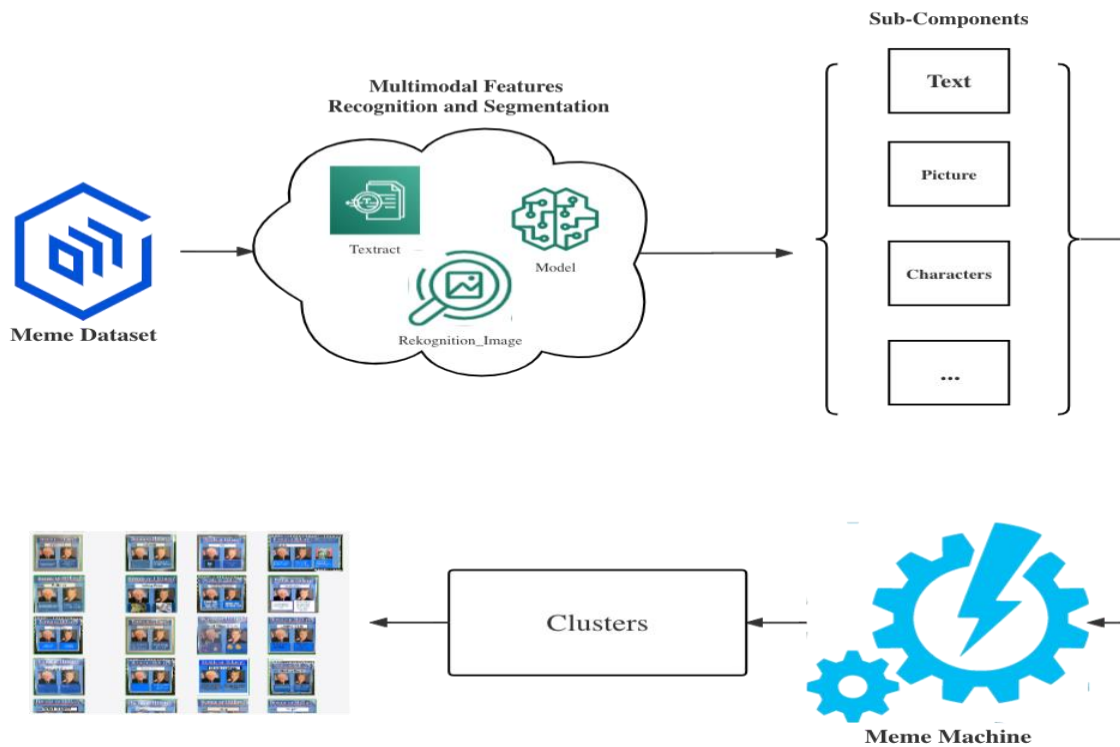 Sub-Components
Multimodal Features
Recognition and Segmentation
Text
Picture
Textract
Model
Characters
Rekognition_Image
Meme Dataset
...
Clusters
Meme Machine